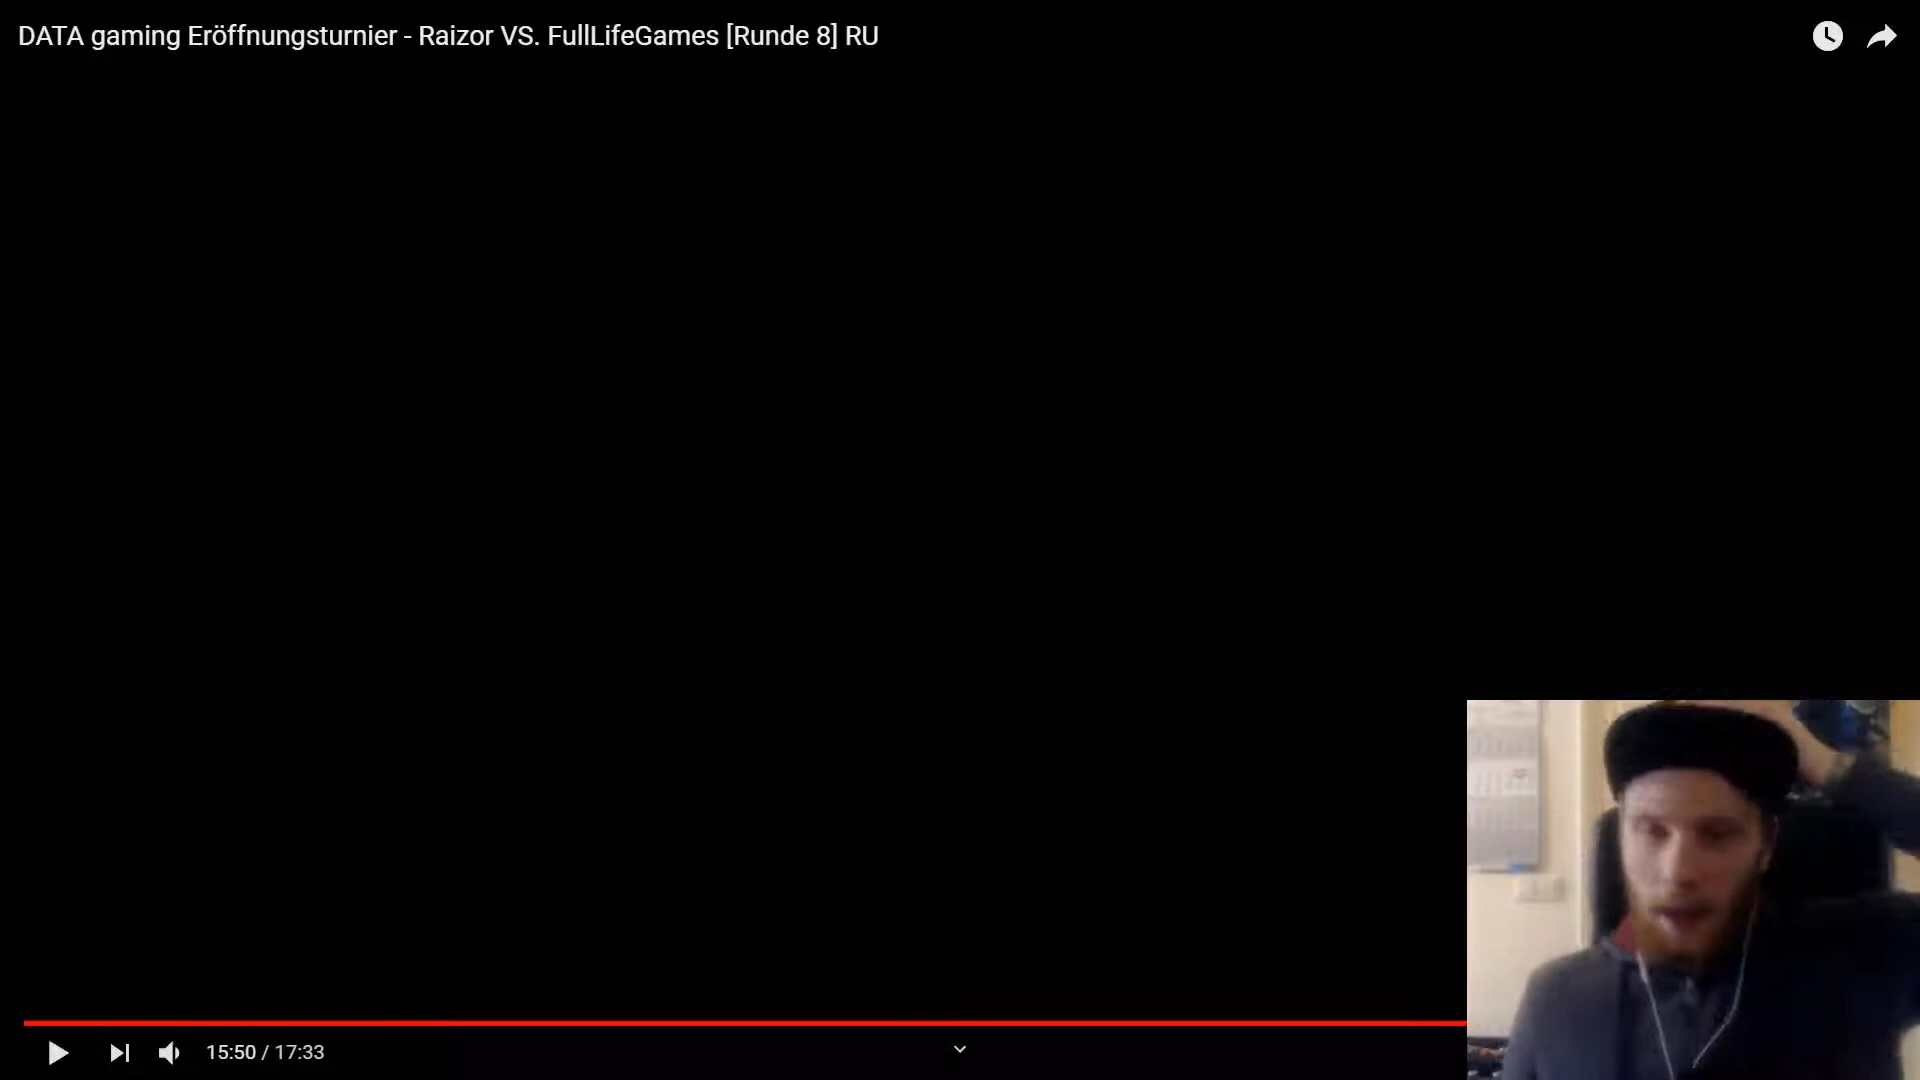 DATA gaming Eröffnungsturnier - Raizor VS. FullLifeGames [Runde 8] RU
15:50 / 17:33